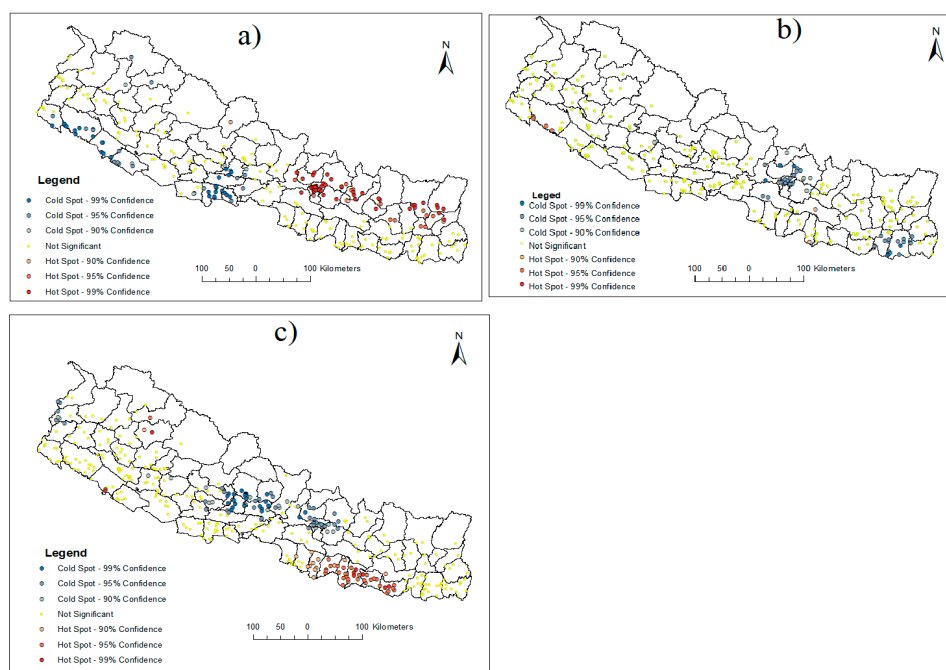 a)
N
Legend
Cold Spot - 99% Confidence
Cold Spot - 95% Confidence
Cold Spot - 90% Confidence
Not Significant
Hot Spot - 90% Confidence
Hot Spot - 95% Confidence
Hot Spot - 99% Confidence
100 50 0 100 Kilometers
b)
N
Leged
Cold Spot - 99% Confidence
Cold Spot - 95% Confidence
Cold Spot - 90% Confidence
Not Significant
Hot Spot - 90% Confidence
Hot Spot - 95% Confidence
Hot Spot - 99% Confidence
100 50 0 100 Kilometers
c)
N
Legend
Cold Spot - 99% Confidence
Cold Spot - 95% Confidence
Cold Spot - 90% Confidence
Not Significant
Hot Spot - 90% Confidence
Hot Spot - 95% Confidence
Hot Spot - 99% Confidence
100 50 0 100 Kilometers